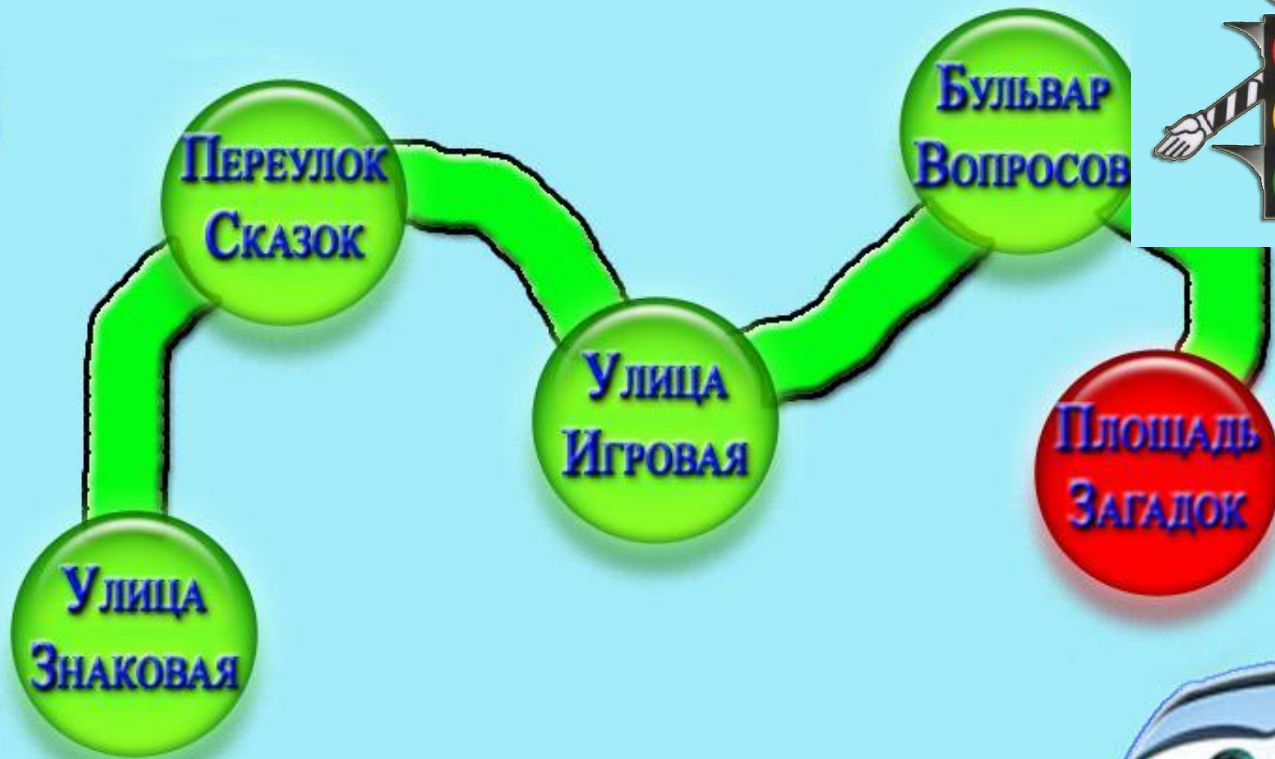 Переулок
Сказок
Бульвар
Вопросов
Улица
Игровая
Площадь
Загадок
Улица
Знаковая